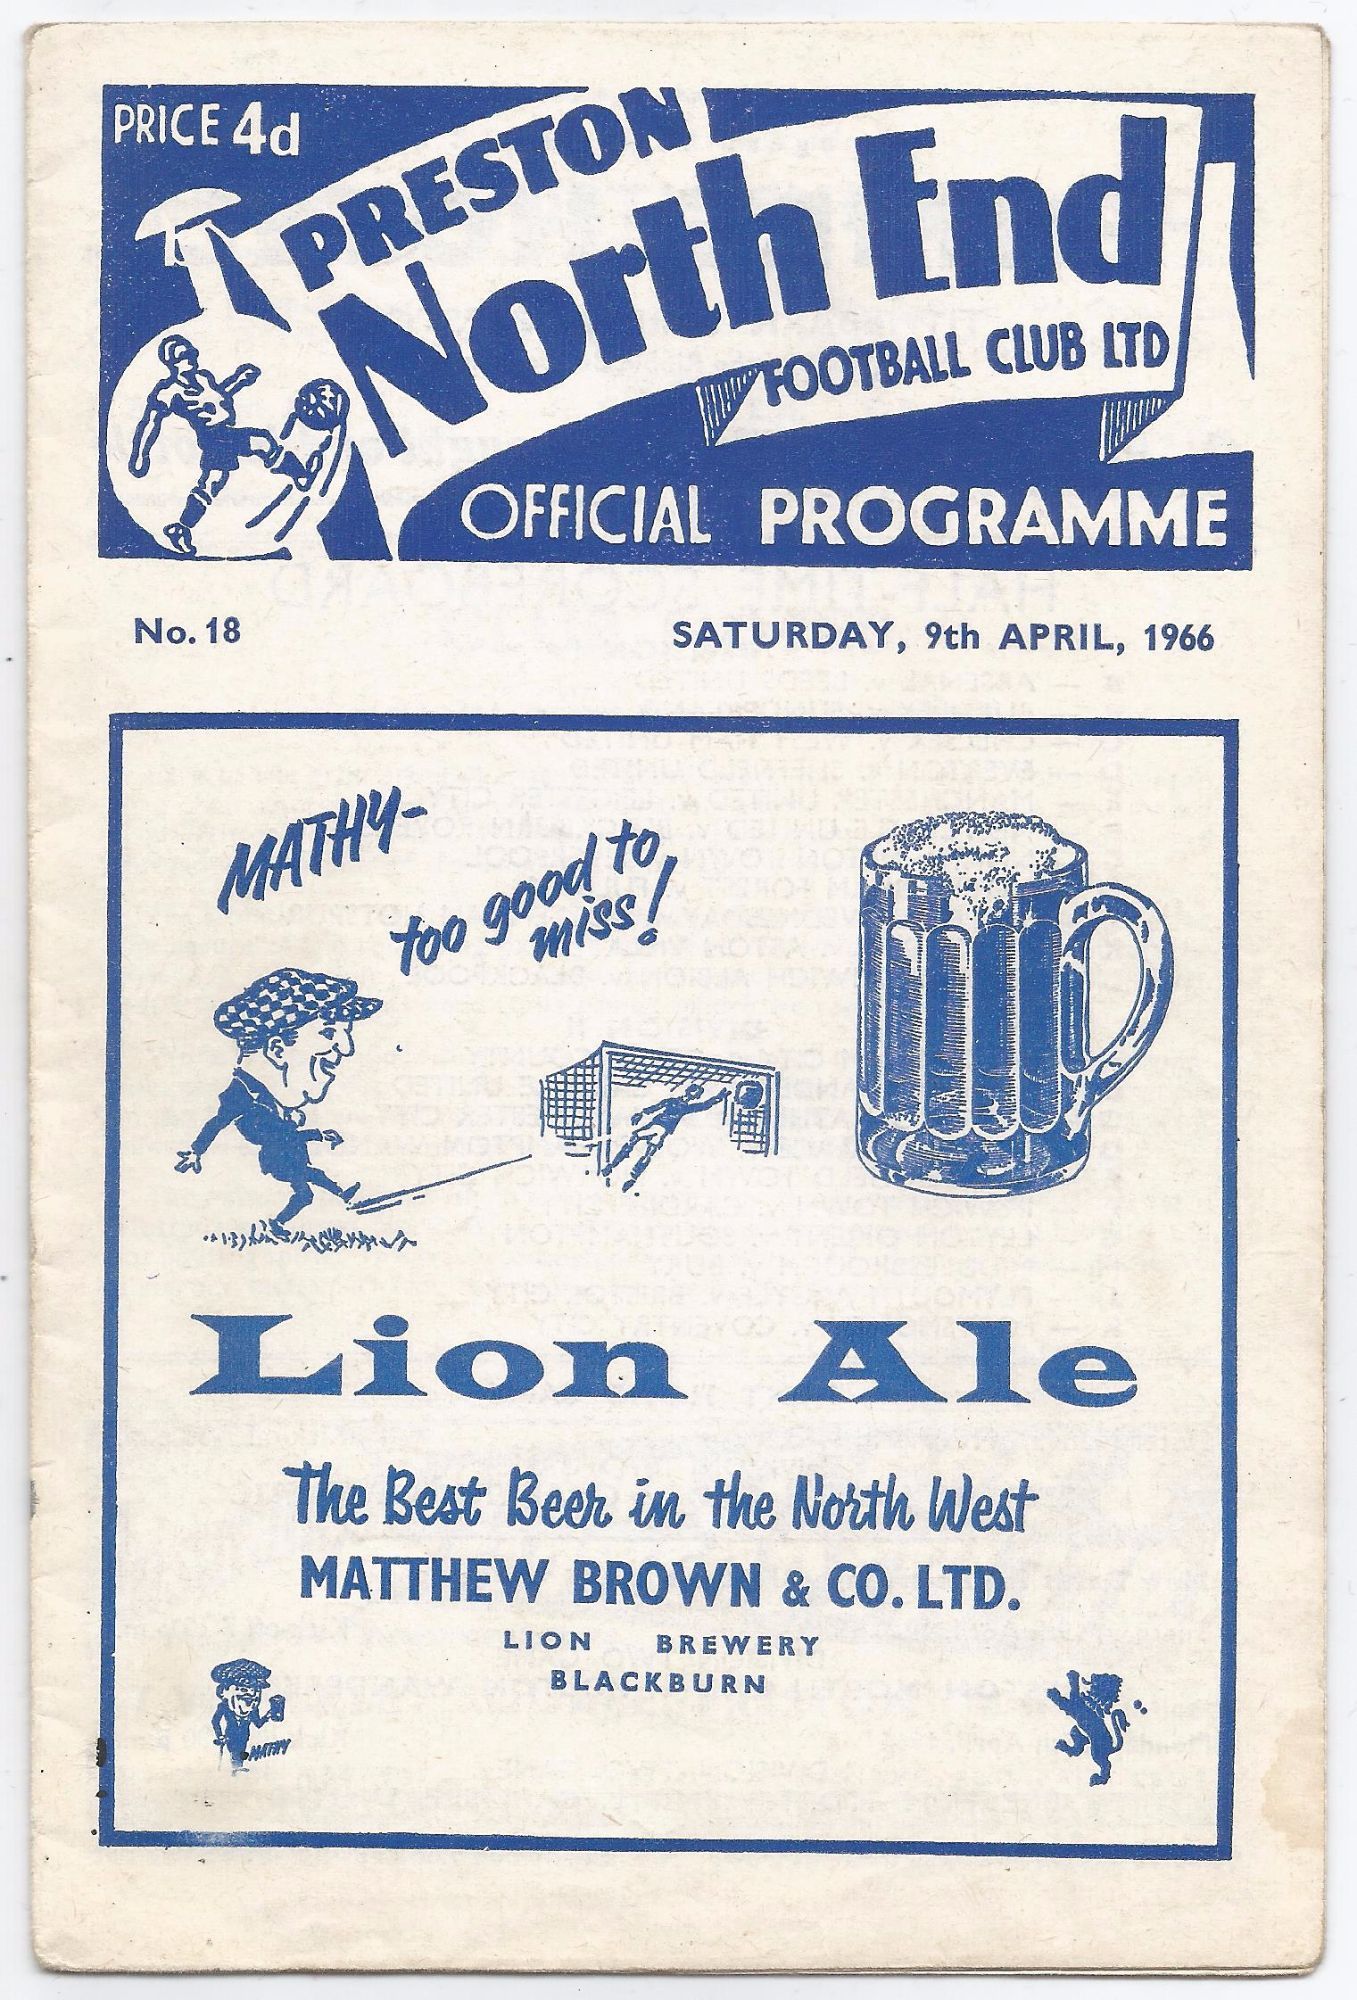 PRICE 4d
PRESTON
North End
FOOTBALL CLUB LTD
OFFICIAL PROGRAMME
No. 18
SATURDAY, 9th APRIL, 1966
MATHY-
too good to
miss!
Lion Ale
The Best Beer in the North West
MATTHEW BROWN & CO. LTD.
LION BREWERY
BLACKBURN
MATHY